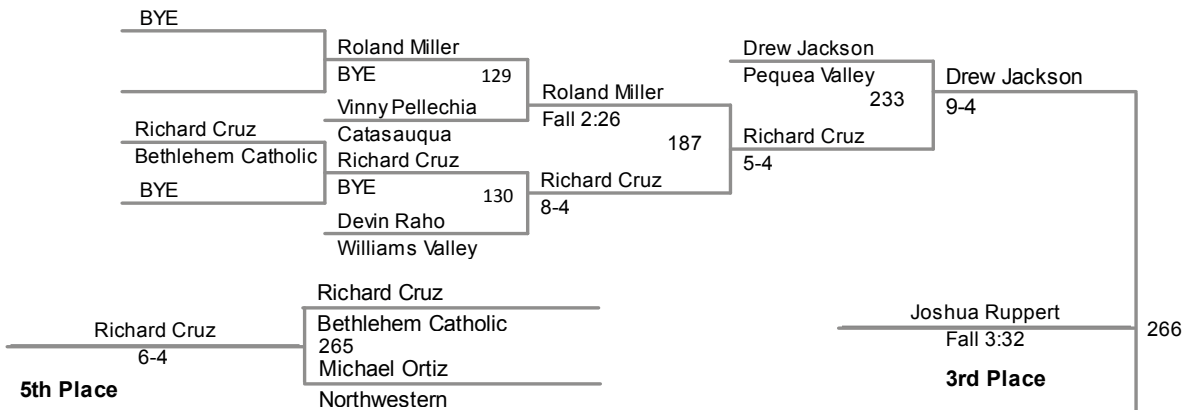 BYE
Roland Miller
BYE
129
Vinny Pellechia
Catasauqua
Richard Cruz
Bethlehem Catholic
BYE
Richard Cruz
BYE
130
Devin Raho
Williams Valley
Roland Miller
Fall 2:26
187
Richard Cruz
8-4
Drew Jackson
Pequea Valley
233
Richard Cruz
5-4
Drew Jackson
9-4
Richard Cruz
Bethlehem Catholic
265
Michael Ortiz
Northwestern
Richard Cruz
6-4
5th Place
Joshua Ruppert
Fall 3:32
266
3rd Place